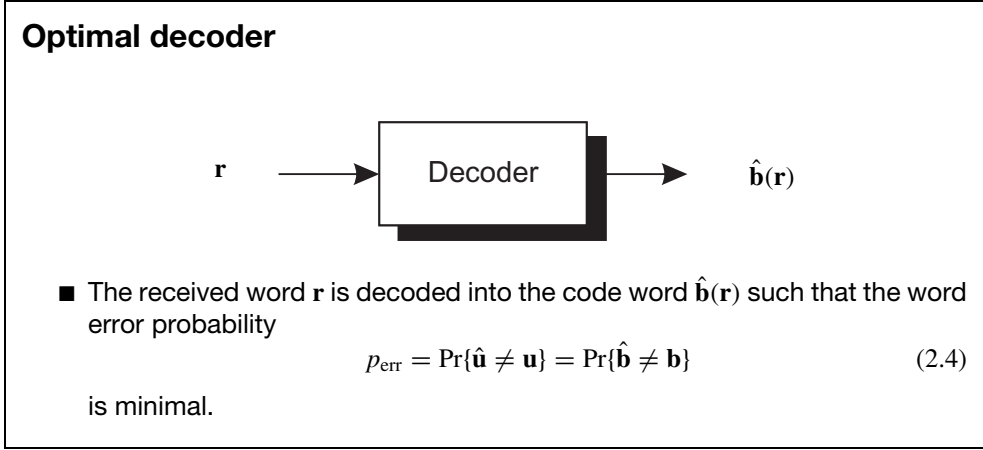 Optimal decoder
r Decoder b̂(r)
■ The received word r is decoded into the code word b̂(r) such that the word
error probability
p_err = Pr{û ≠ u} = Pr{b̂ ≠ b} (2.4)
is minimal.